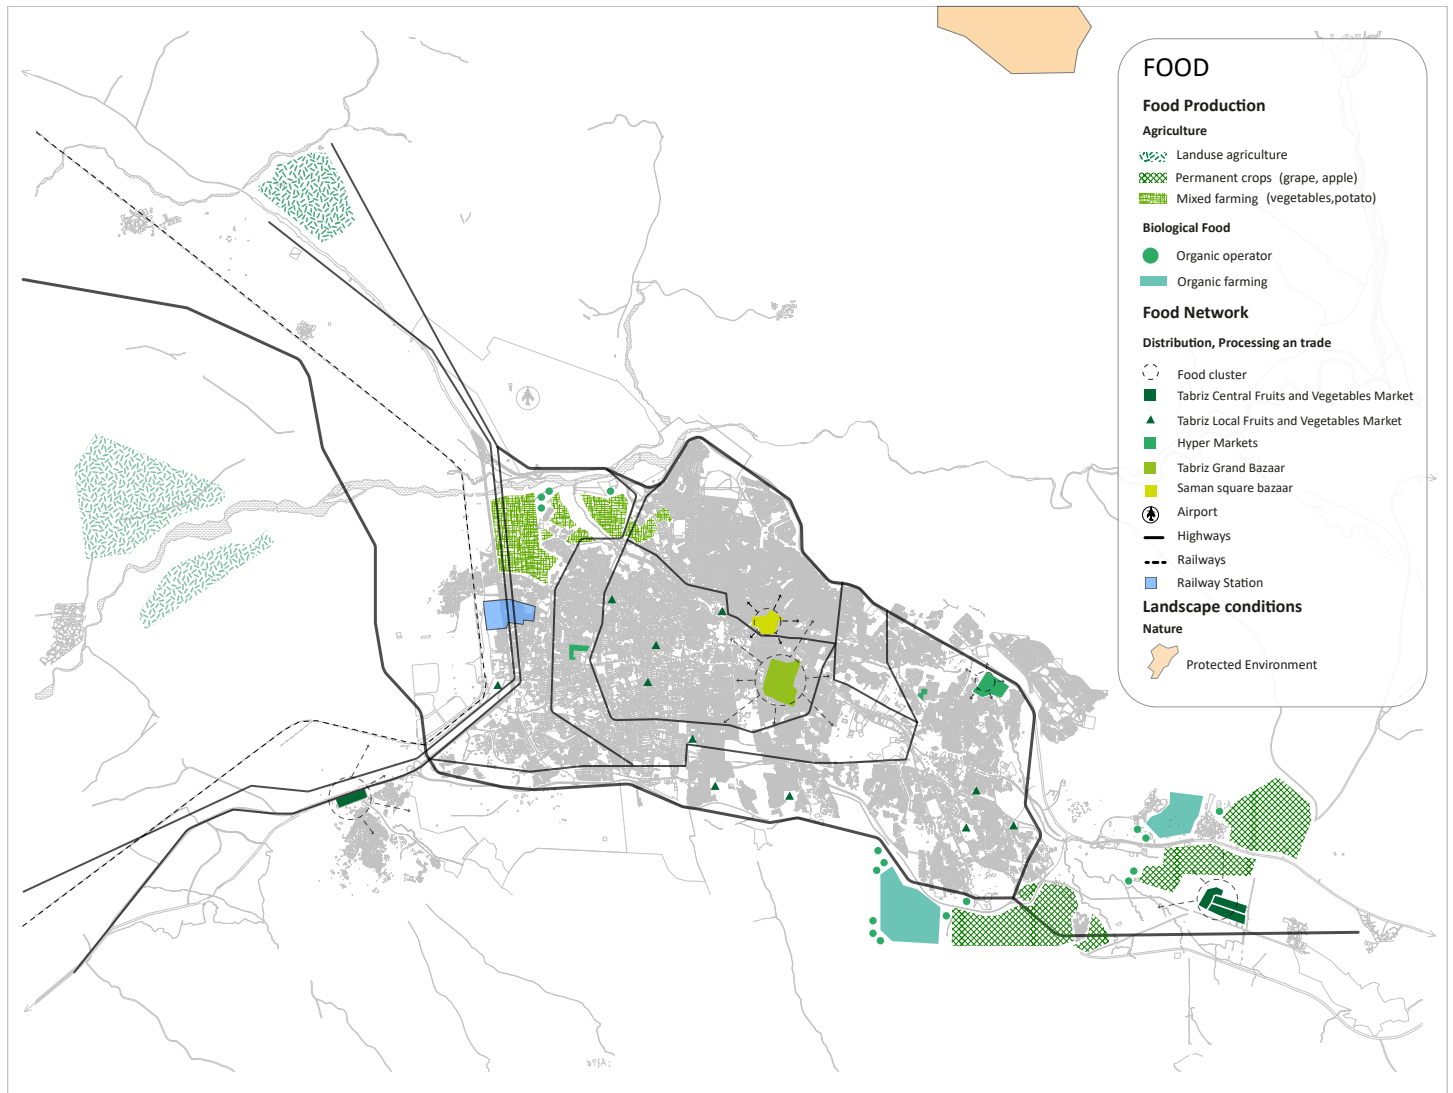 FOOD
Food Production
Agriculture
Landuse agriculture
Permanent crops (grape, apple)
Mixed farming (vegetables,potato)
Biological Food
Organic operator
Organic farming
Food Network
Distribution, Processing an trade
Food cluster
Tabriz Central Fruits and Vegetables Market
Tabriz Local Fruits and Vegetables Market
Hyper Markets
Tabriz Grand Bazaar
Saman square bazaar
Airport
Highways
Railways
Railway Station
Landscape conditions
Nature
Protected Environment